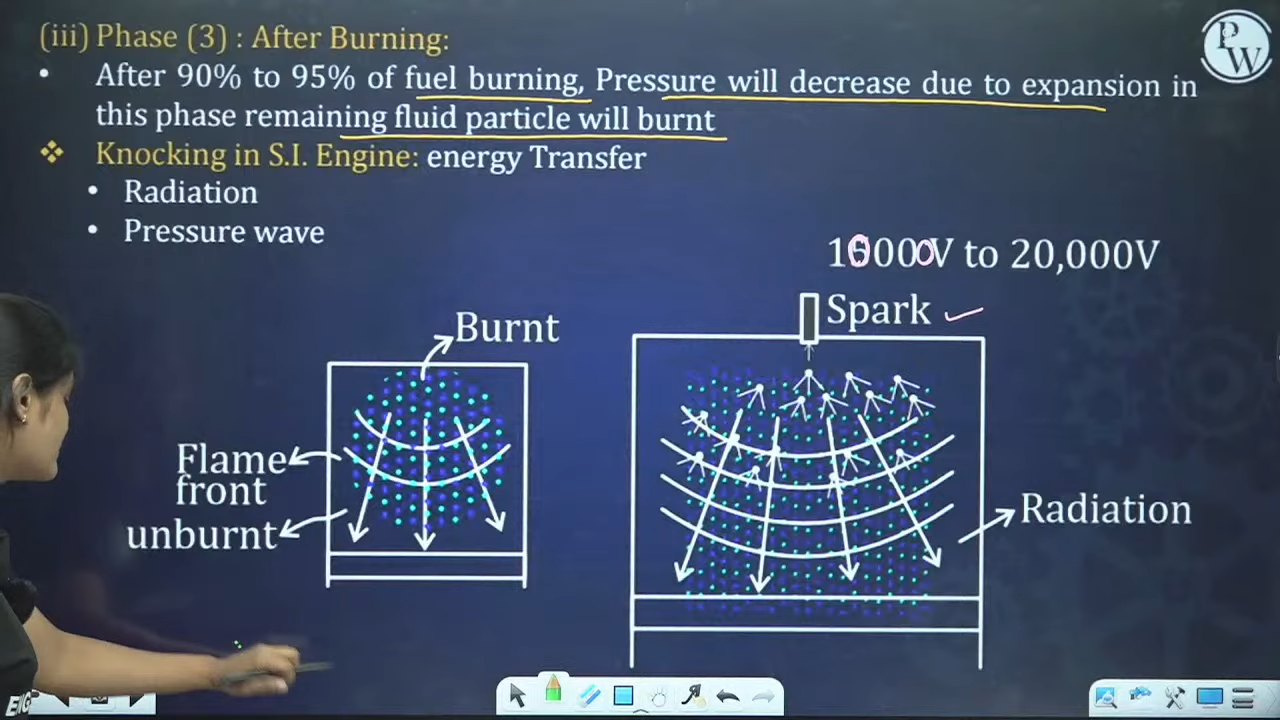 (iii) Phase (3) : After Burning:
• After 90% to 95% of fuel burning, Pressure will decrease due to expansion in
this phase remaining fluid particle will burnt
❖ Knocking in S.I. Engine: energy Transfer
• Radiation
• Pressure wave
PW
10000V to 20,000V
Spark
Burnt
Flame
front
unburnt
Radiation